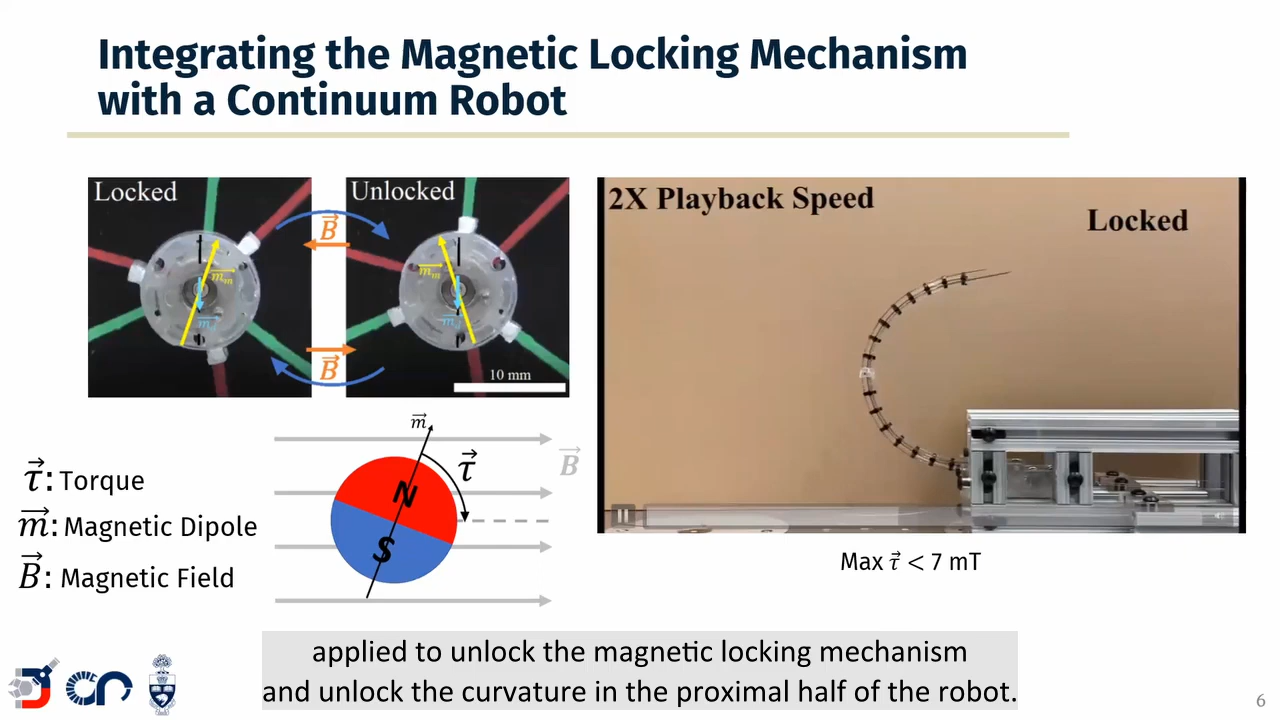 Integrating the Magnetic Locking Mechanism
with a Continuum Robot
Locked
Unlocked
B
m_m
m_m
m
m
B
10 mm
2X Playback Speed
Locked
m
τ
B
N
S
τ: Torque
m: Magnetic Dipole
B: Magnetic Field
Max τ < 7 mT
applied to unlock the magnetic locking mechanism
and unlock the curvature in the proximal half of the robot.
6